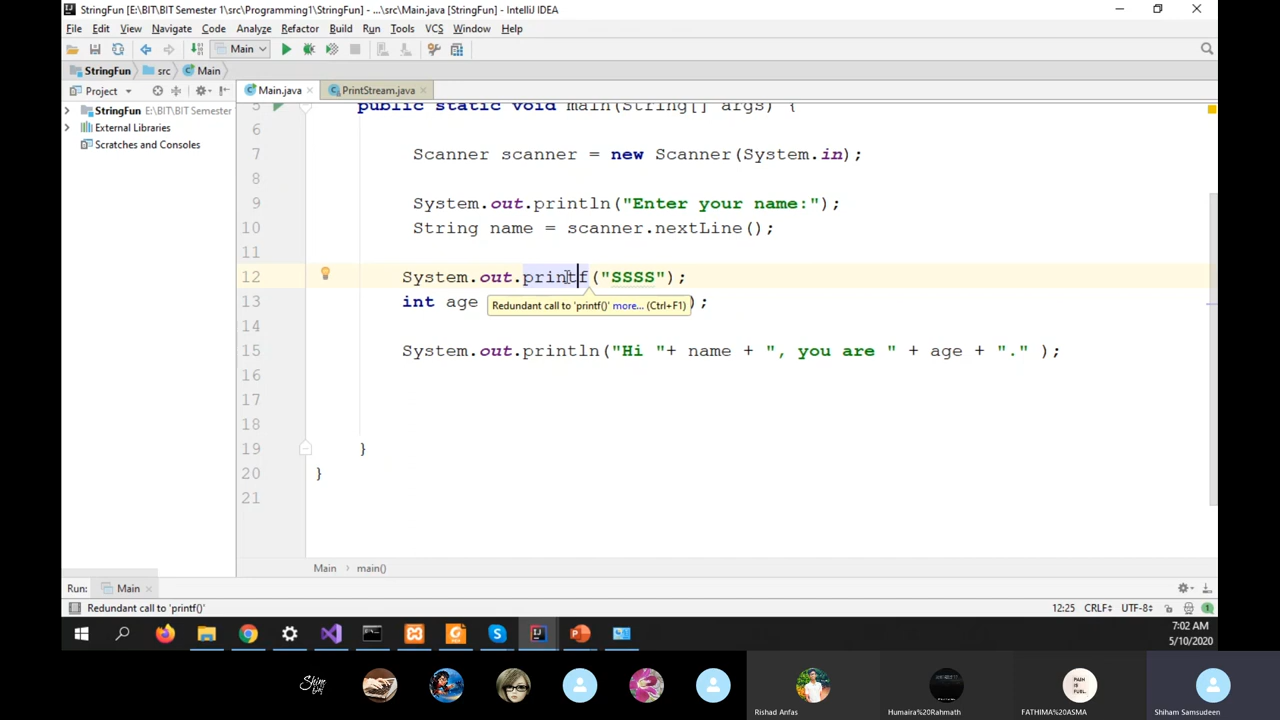 StringFun [E:\BIT\BIT Semester 1\src\Programming1\StringFun] - ...\src\Main.java [StringFun] - IntelliJ IDEA
File Edit View Navigate Code Analyze Refactor Build Run Tools VCS Window Help
Main
StringFun src Main
Project Main.java PrintStream.java
5 public static void main(String[] args) {
StringFun E:\BIT\BIT Semester
6
External Libraries
Scratches and Consoles
7 Scanner scanner = new Scanner(System.in);
8
9 System.out.println("Enter your name:");
10 String name = scanner.nextLine();
11
12 System.out.printf("SSSS");
13 int age );
Redundant call to 'printf()' more... (Ctrl+F1)
14
15 System.out.println("Hi "+ name + ", you are " + age + "." );
16
17
18
19 }
20 }
21
Main main()
Run: Main
Redundant call to 'printf()' 12:25 CRLF UTF-8
7:02 AM
5/10/2020
Rishad Anfas Humaira%20Rahmath FATHIMA%20ASMA Shiham Samsudeen